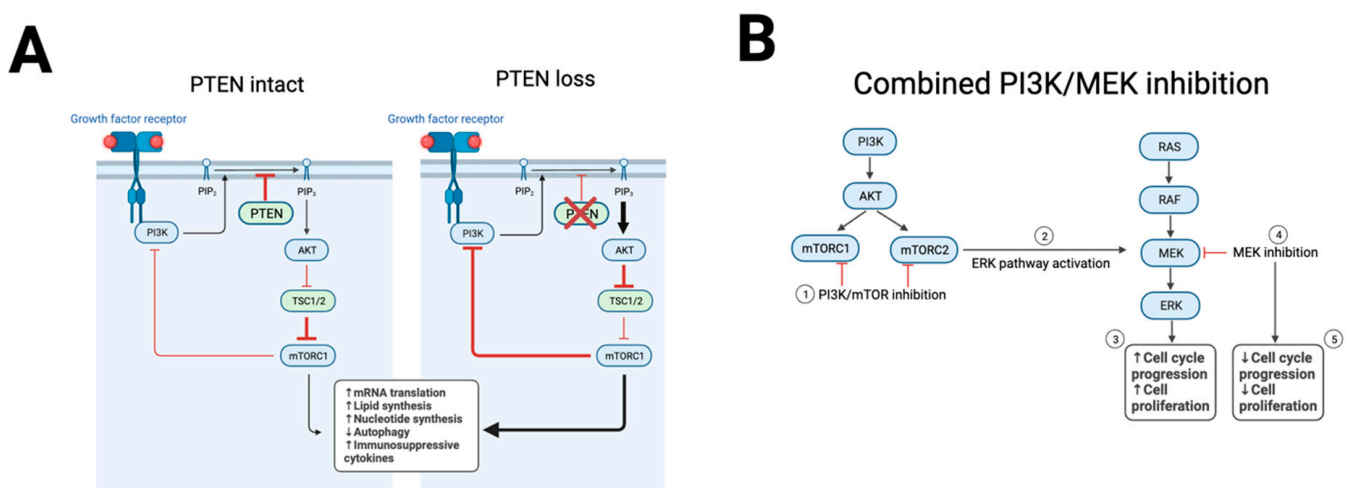 A
PTEN intact
Growth factor receptor
PIP₂
PIP₃
PTEN
PI3K
AKT
TSC1/2
mTORC1
PTEN loss
Growth factor receptor
PIP₂
PIP₃
PTEN
PI3K
AKT
TSC1/2
mTORC1
↑mRNA translation
↑Lipid synthesis
↑Nucleotide synthesis
↓Autophagy
↑Immunosuppressive
cytokines
B
Combined PI3K/MEK inhibition
PI3K
AKT
mTORC1
mTORC2
1 PI3K/mTOR inhibition
2
ERK pathway activation
RAS
RAF
MEK
ERK
3
↑Cell cycle
progression
↑Cell
proliferation
4
MEK inhibition
5
↓Cell cycle
progression
↓Cell
proliferation